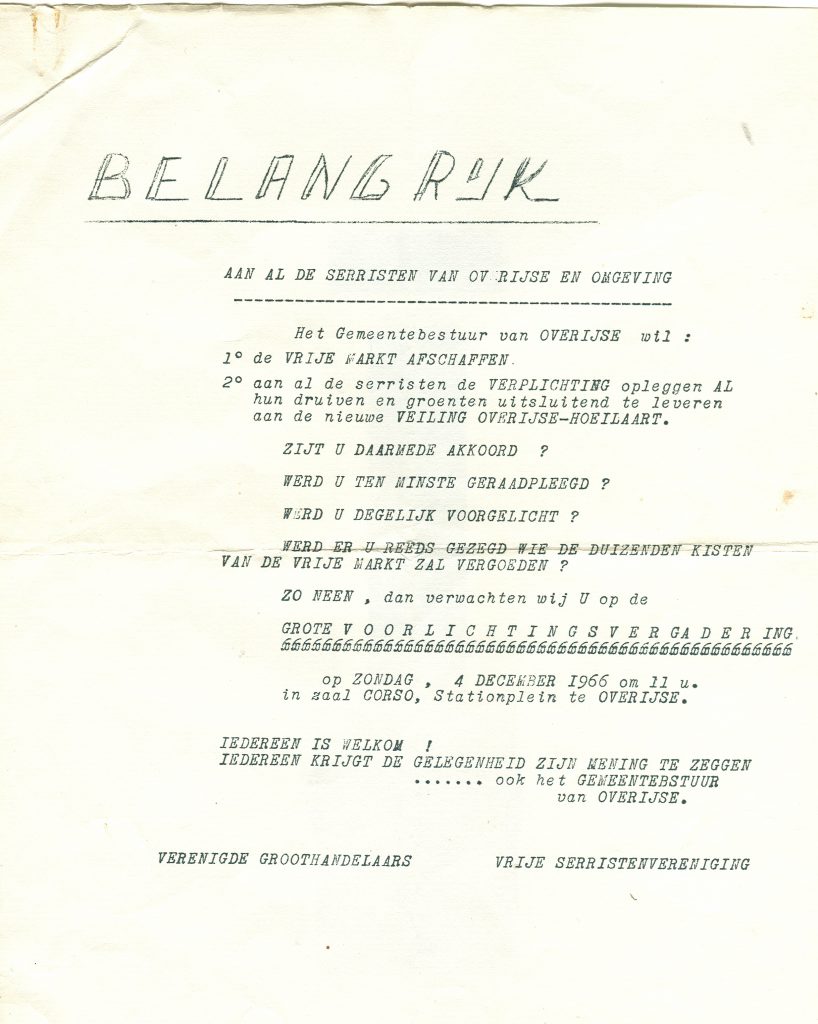 BELANGRIJK
AAN AL DE SERRISTEN VAN OVERIJSE EN OMGEVING
Het Gemeentebestuur van OVERIJSE wil :
1° de VRIJE MARKT AFSCHAFFEN.
2° aan al de serristen de VERPLICHTING opleggen AL
hun druiven en groenten uitsluitend te leveren
aan de nieuwe VEILING OVERIJSE-HOEILAART.
ZIJT U DAARMEDE AKKOORD ?
WERD U TEN MINSTE GERAADPLEEGD ?
WERD U DEGELIJK VOORGELICHT ?
WERD ER U REEDS GEZEGD WIE DE DUIZENDEN KISTEN
VAN DE VRIJE MARKT ZAL VERGOEDEN ?
ZO NEEN , dan verwachten wij U op de
GROTE V O O R L I C H T I N G S V E R G A D E R ING.
op ZONDAG , 4 DECEMBER 1966 om 11 u.
in zaal CORSO, Stationplein te OVERIJSE.
IEDEREEN IS WELKOM !
IEDEREEN KRIJGT DE GELEGENHEID ZIJN MENING TE ZEGGEN
....... ook het GEMEENTEBSTUUR
van OVERIJSE.
VERENIGDE GROOTHANDELAARS VRIJE SERRISTENVERENIGING